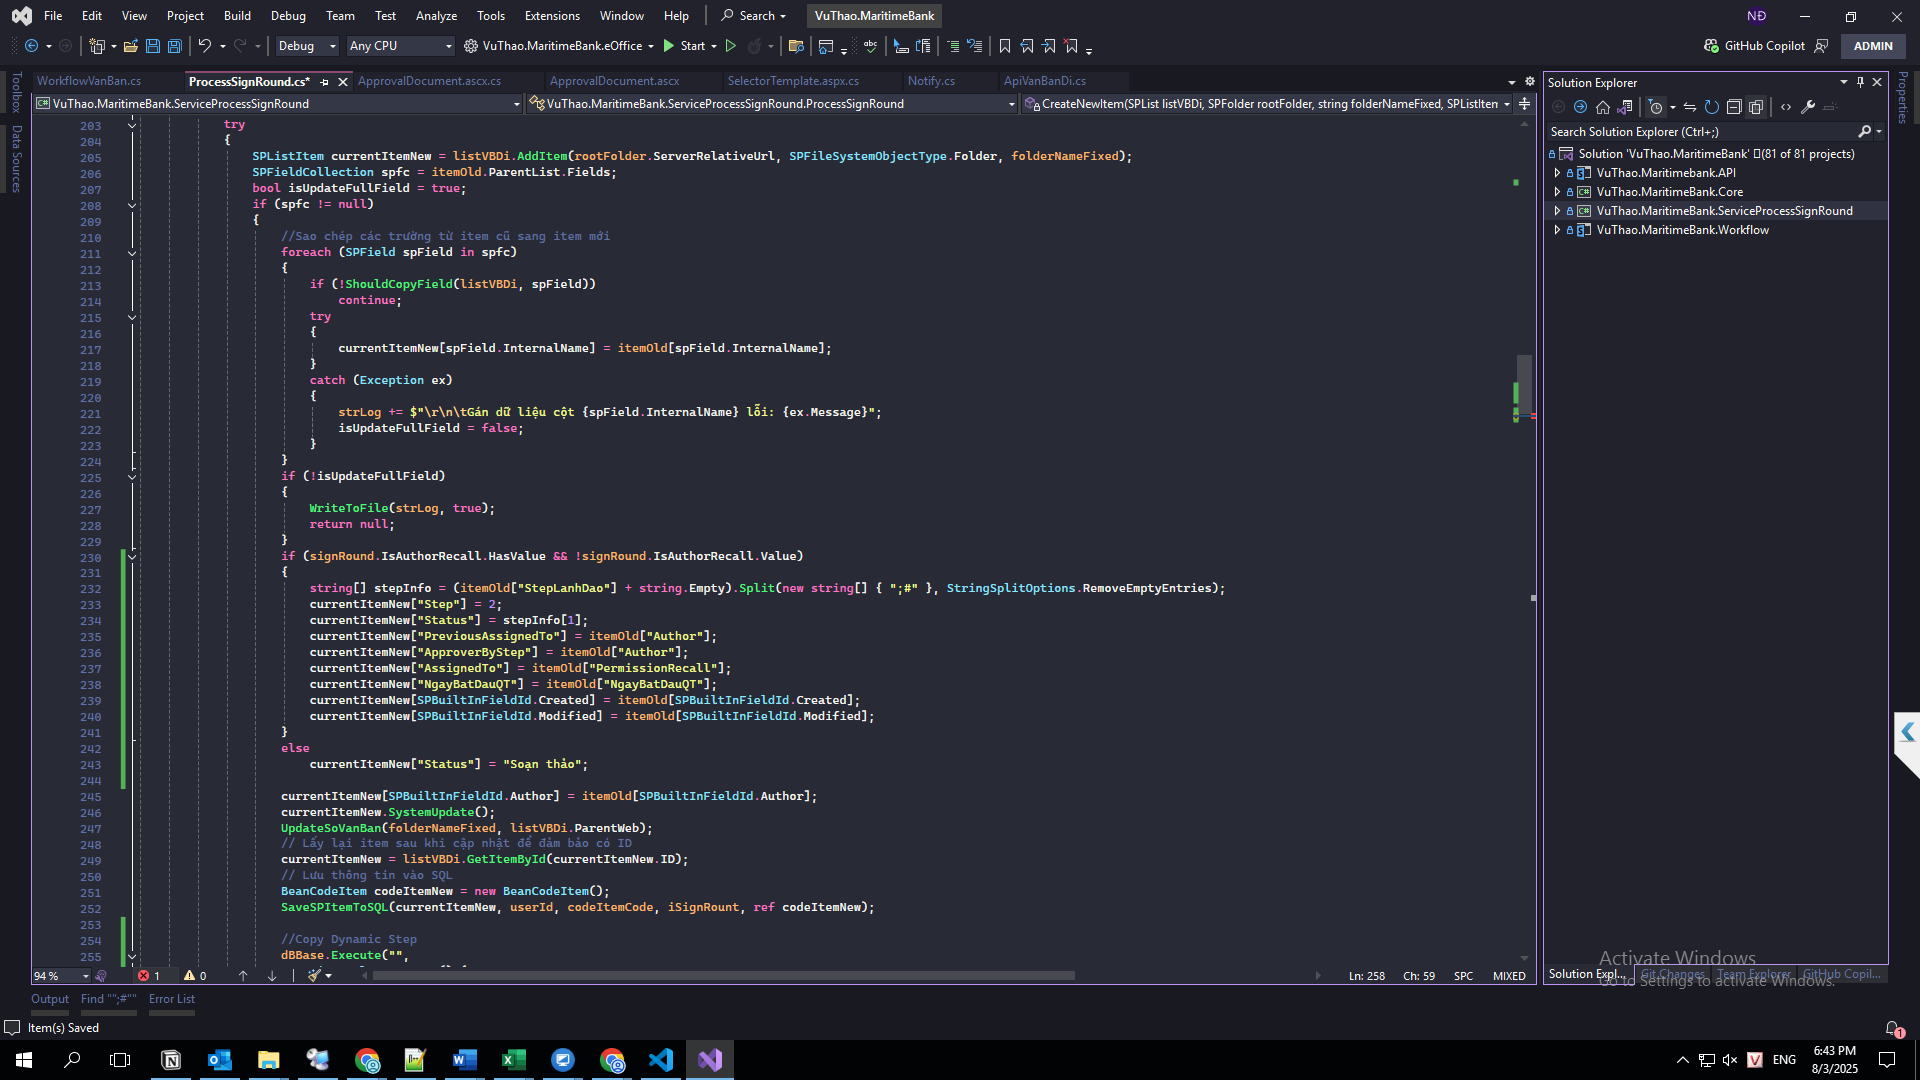 File Edit View Project Build Debug Team Test Analyze Tools Extensions Window Help Search VuThao.MaritimeBank NĐ
Debug Any CPU VuThao.MaritimeBank.eOffice Start GitHub Copilot ADMIN
WorkflowVanBan.cs ProcessSignRound.cs* ApprovalDocument.ascx.cs ApprovalDocument.ascx SelectorTemplate.aspx.cs Notify.cs ApiVanBanDi.cs
VuThao.MaritimeBank.ServiceProcessSignRound VuThao.MaritimeBank.ServiceProcessSignRound.ProcessSignRound CreateNewItem(SPList listVBDi, SPFolder rootFolder, string folderNameFixed, SPListItem
Toolbox
Data Sources
203 try
204 {
205 SPListItem currentItemNew = listVBDi.AddItem(rootFolder.ServerRelativeUrl, SPFileSystemObjectType.Folder, folderNameFixed);
206 SPFieldCollection spfc = itemOld.ParentList.Fields;
207 bool isUpdateFullField = true;
208 if (spfc != null)
209 {
210 //Sao chép các trường từ item cũ sang item mới
211 foreach (SPField spField in spfc)
212 {
213 if (!ShouldCopyField(listVBDi, spField))
214 continue;
215 try
216 {
217 currentItemNew[spField.InternalName] = itemOld[spField.InternalName];
218 }
219 catch (Exception ex)
220 {
221 strLog += $"\r\n\tGán dữ liệu cột {spField.InternalName} lỗi: {ex.Message}";
222 isUpdateFullField = false;
223 }
224 }
225 if (!isUpdateFullField)
226 {
227 WriteToFile(strLog, true);
228 return null;
229 }
230 if (signRound.IsAuthorRecall.HasValue && !signRound.IsAuthorRecall.Value)
231 {
232 string[] stepInfo = (itemOld["StepLanhDao"] + string.Empty).Split(new string[] { ";#" }, StringSplitOptions.RemoveEmptyEntries);
233 currentItemNew["Step"] = 2;
234 currentItemNew["Status"] = stepInfo[1];
235 currentItemNew["PreviousAssignedTo"] = itemOld["Author"];
236 currentItemNew["ApproverByStep"] = itemOld["Author"];
237 currentItemNew["AssignedTo"] = itemOld["PermissionRecall"];
238 currentItemNew["NgayBatDauQT"] = itemOld["NgayBatDauQT"];
239 currentItemNew[SPBuiltInFieldId.Created] = itemOld[SPBuiltInFieldId.Created];
240 currentItemNew[SPBuiltInFieldId.Modified] = itemOld[SPBuiltInFieldId.Modified];
241 }
242 else
243 currentItemNew["Status"] = "Soạn thảo";
244
245 currentItemNew[SPBuiltInFieldId.Author] = itemOld[SPBuiltInFieldId.Author];
246 currentItemNew.SystemUpdate();
247 UpdateSoVanBan(folderNameFixed, listVBDi.ParentWeb);
248 // Lấy lại item sau khi cập nhật để đảm bảo có ID
249 currentItemNew = listVBDi.GetItemById(currentItemNew.ID);
250 // Lưu thông tin vào SQL
251 BeanCodeItem codeItemNew = new BeanCodeItem();
252 SaveSPItemToSQL(currentItemNew, userId, codeItemCode, iSignRount, ref codeItemNew);
253
254 //Copy Dynamic Step
255 dBBase.Execute("",
94 % 1 0 Ln: 258 Ch: 59 SPC MIXED
Solution Explorer
Search Solution Explorer (Ctrl+;)
Solution 'VuThao.MaritimeBank' (81 of 81 projects)
VuThao.Maritimebank.API
VuThao.MaritimeBank.Core
VuThao.MaritimeBank.ServiceProcessSignRound
VuThao.MaritimeBank.Workflow
Properties
Activate Windows
Go to Settings to activate Windows.
Solution Expl... Git Changes Team Explorer GitHub Copil...
Output Find "";#"" Error List
Item(s) Saved
1
ENG
6:43 PM
8/3/2025